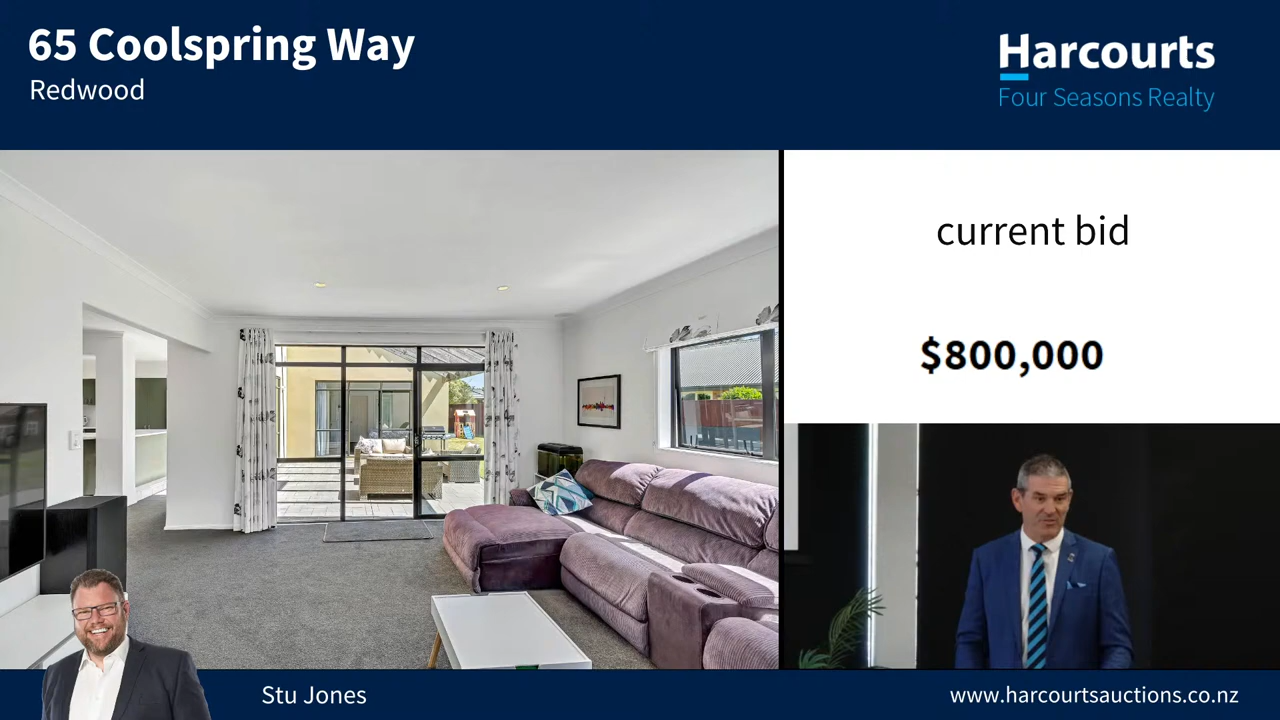 65 Coolspring Way
Redwood
Harcourts
Four Seasons Realty
current bid
$800,000
Stu Jones
www.harcourtsauctions.co.nz